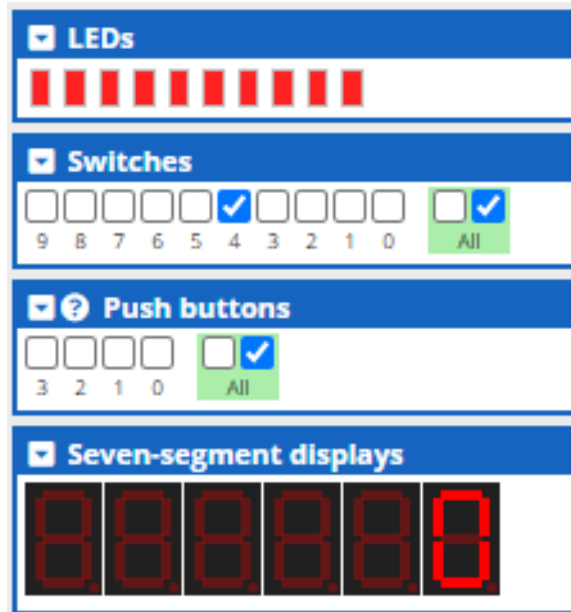 LEDs
Switches
9 8 7 6 5 4 3 2 1 0 All
? Push buttons
3 2 1 0 All
Seven-segment displays
0